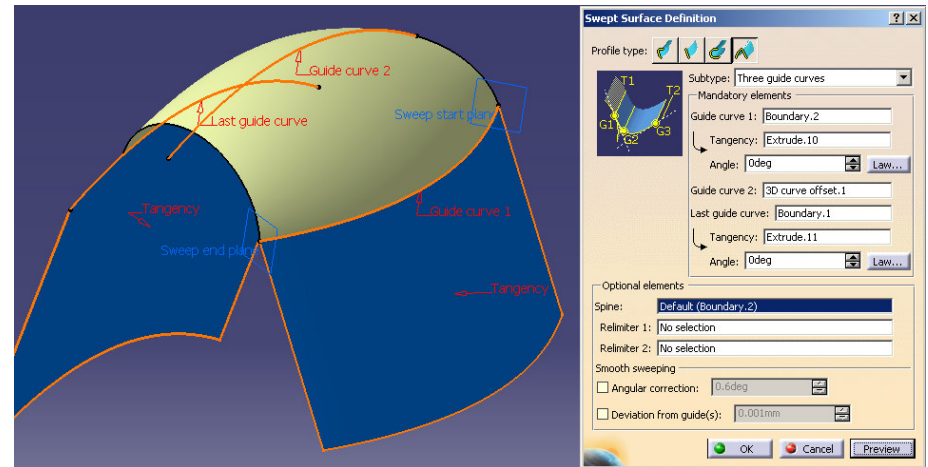 Guide curve 2
Last guide curve
Sweep start plan
Tangency
Guide curve 1
Sweep end plan
Tangency
Swept Surface Definition
? X
Profile type:
Subtype: Three guide curves
T1
T2
G1
G2
G3
Mandatory elements
Guide curve 1: Boundary.2
Tangency: Extrude.10
Angle: 0deg Law...
Guide curve 2: 3D curve offset.1
Last guide curve: Boundary.1
Tangency: Extrude.11
Angle: 0deg Law...
Optional elements
Spine: Default (Boundary.2)
Relimiter 1: No selection
Relimiter 2: No selection
Smooth sweeping
Angular correction: 0.6deg
Deviation from guide(s): 0.001mm
OK Cancel Preview